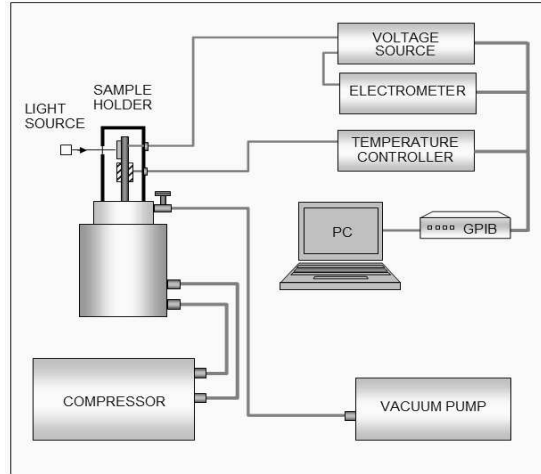 VOLTAGE
SOURCE
SAMPLE
HOLDER
LIGHT
SOURCE
ELECTROMETER
TEMPERATURE
CONTROLLER
PC
GPIB
COMPRESSOR
VACUUM PUMP